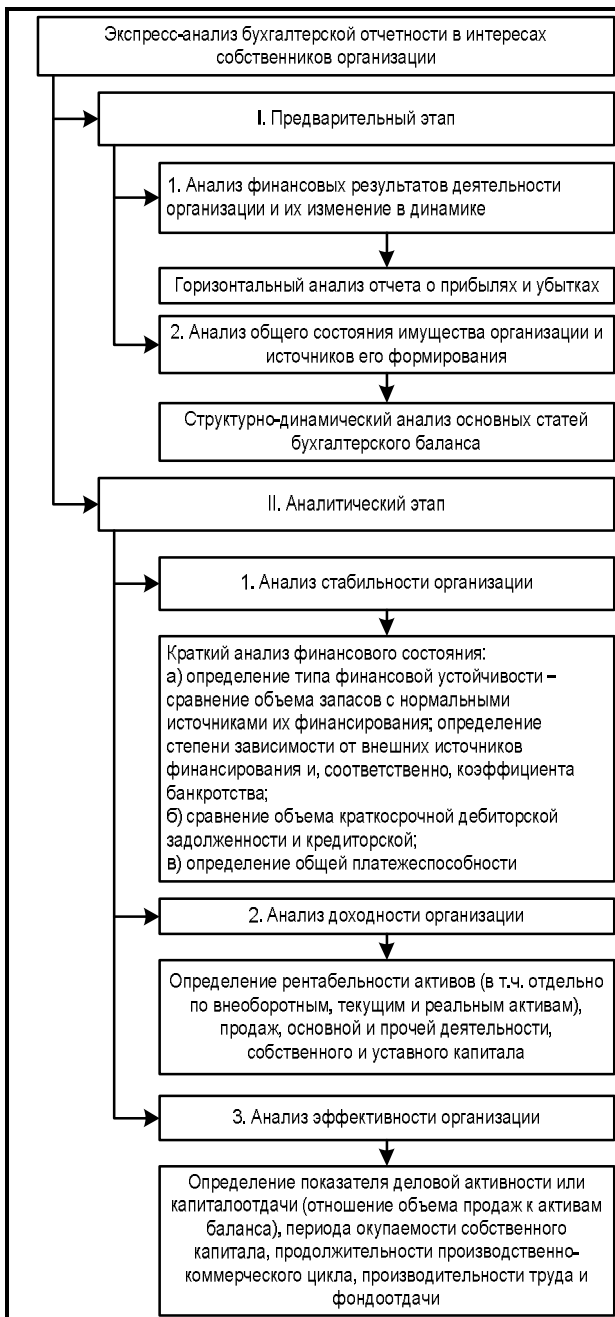 Экспресс-анализ бухгалтерской отчетности в интересах
собственников организации
I. Предварительный этап
1. Анализ финансовых результатов деятельности
организации и их изменение в динамике
Горизонтальный анализ отчета о прибылях и убытках
2. Анализ общего состояния имущества организации и
источников его формирования
Структурно-динамический анализ основных статей
бухгалтерского баланса
II. Аналитический этап
1. Анализ стабильности организации
Краткий анализ финансового состояния:
а) определение типа финансовой устойчивости –
сравнение объема запасов с нормальными
источниками их финансирования; определение
степени зависимости от внешних источников
финансирования и, соответственно, коэффициента
банкротства;
б) сравнение объема краткосрочной дебиторской
задолженности и кредиторской;
в) определение общей платежеспособности
2. Анализ доходности организации
Определение рентабельности активов (в т.ч. отдельно
по внеоборотным, текущим и реальным активам),
продаж, основной и прочей деятельности,
собственного и уставного капитала
3. Анализ эффективности организации
Определение показателя деловой активности или
капиталоотдачи (отношение объема продаж к активам
баланса), периода окупаемости собственного
капитала, продолжительности производственно-
коммерческого цикла, производительности труда и
фондоотдачи